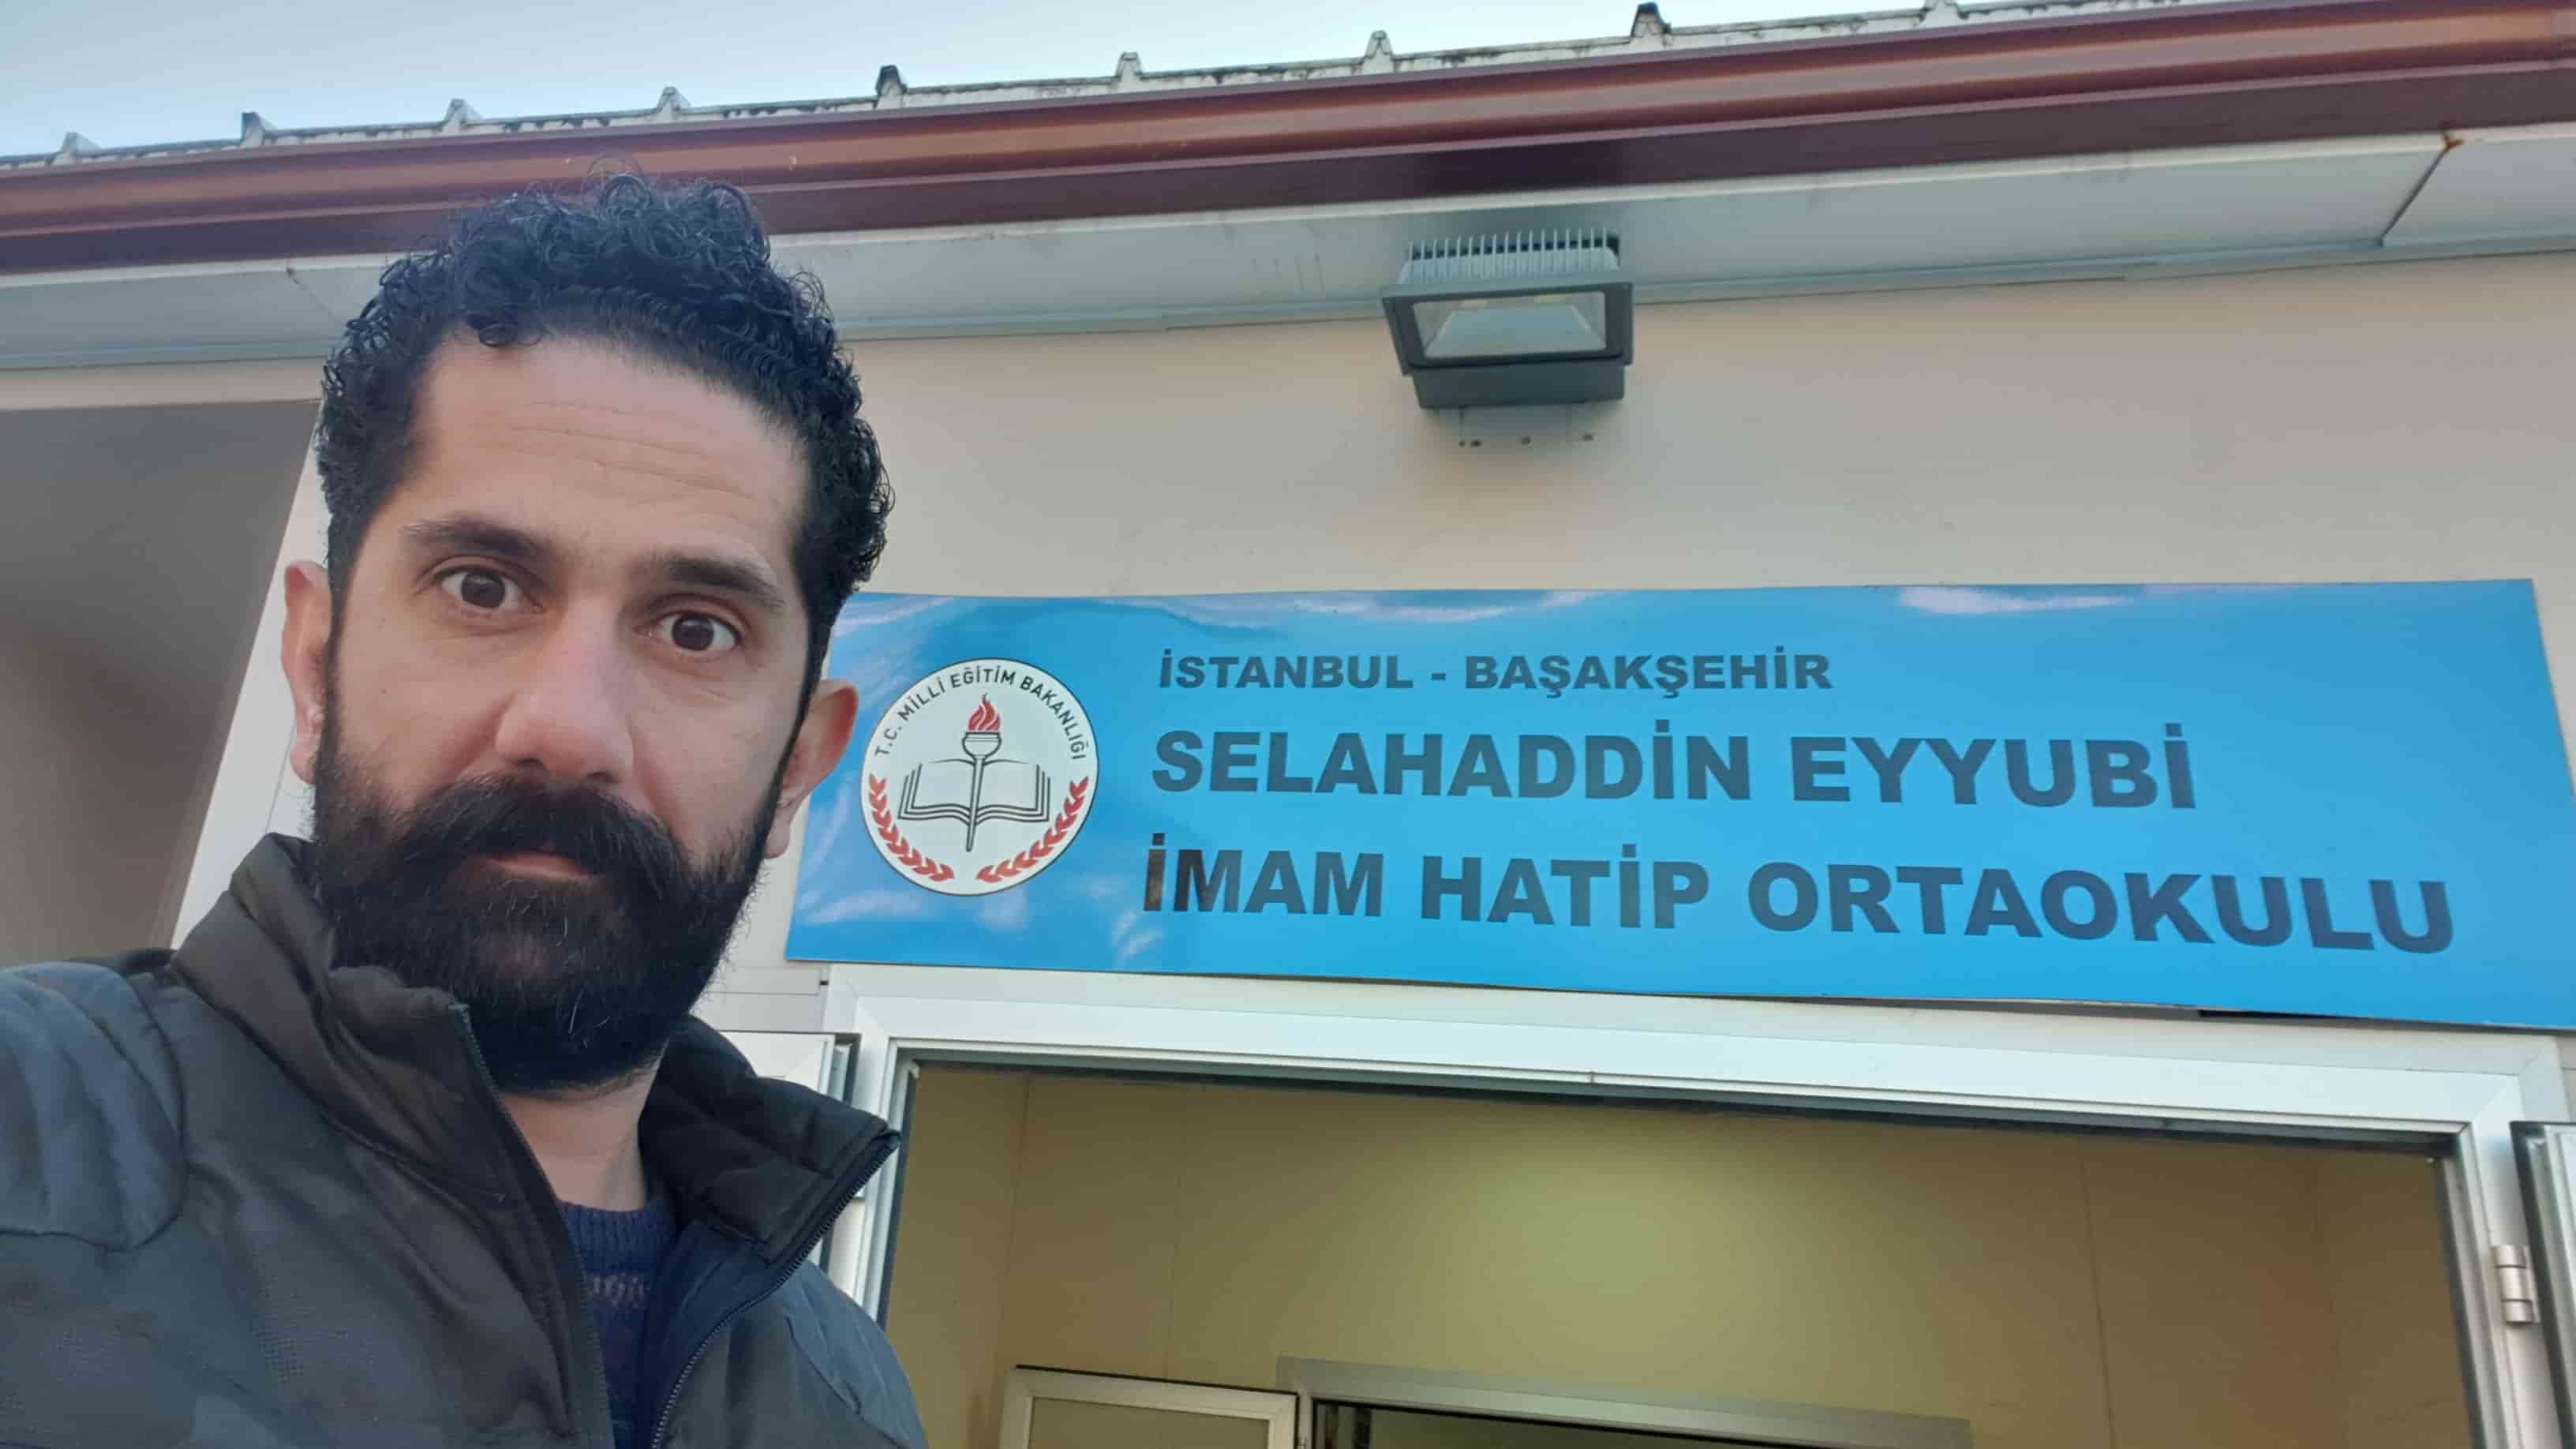 T.C. MİLLİ EĞİTİM BAKANLIĞI
İSTANBUL - BAŞAKŞEHİR
SELAHADDİN EYYUBİ
İMAM HATİP ORTAOKULU